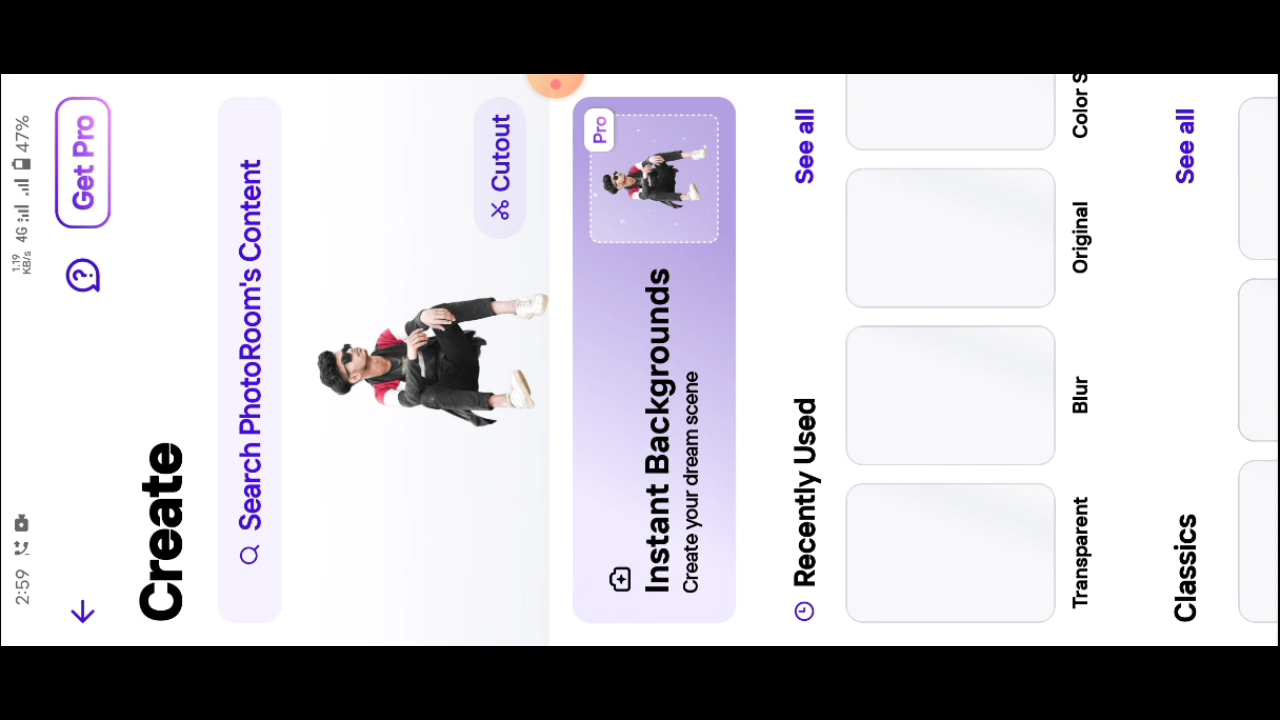 2:59
1.19
KB/s
4G
47%
Get Pro
Create
Search PhotoRoom's Content
Cutout
Pro
Instant Backgrounds
Create your dream scene
Recently Used
See all
Transparent
Blur
Original
Color S
Classics
See all